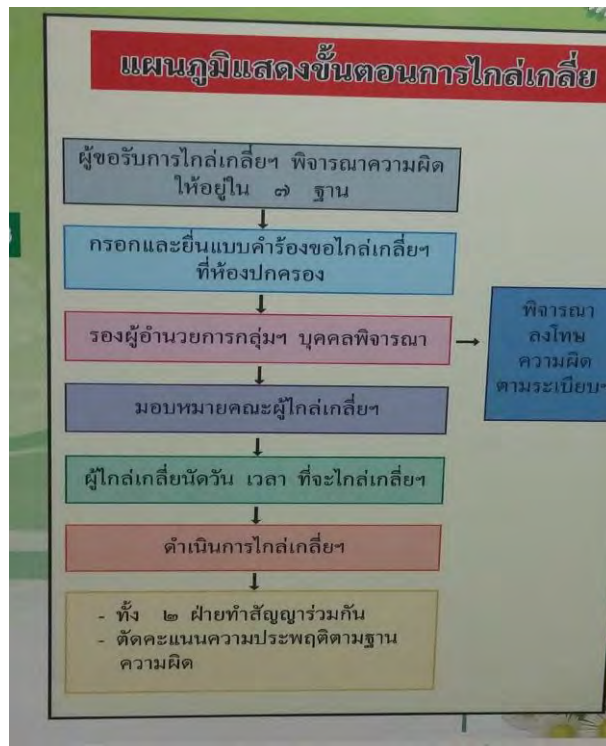 แผนภูมิแสดงขั้นตอนการไกล่เกลี่ย
ผู้ขอรับการไกล่เกลี่ยฯ พิจารณาความผิด
ให้อยู่ใน ๗ ฐาน
กรอกและยื่นแบบคำร้องขอไกล่เกลี่ยฯ
ที่ห้องปกครอง
รองผู้อำนวยการกลุ่มฯ บุคคลพิจารณา
พิจารณา
ลงโทษ
ความผิด
ตามระเบียบฯ
มอบหมายคณะผู้ไกล่เกลี่ยฯ
ผู้ไกล่เกลี่ยนัดวัน เวลา ที่จะไกล่เกลี่ยฯ
ดำเนินการไกล่เกลี่ยฯ
- ทั้ง ๒ ฝ่ายทำสัญญาร่วมกัน
- ตัดคะแนนความประพฤติตามฐาน
ความผิด